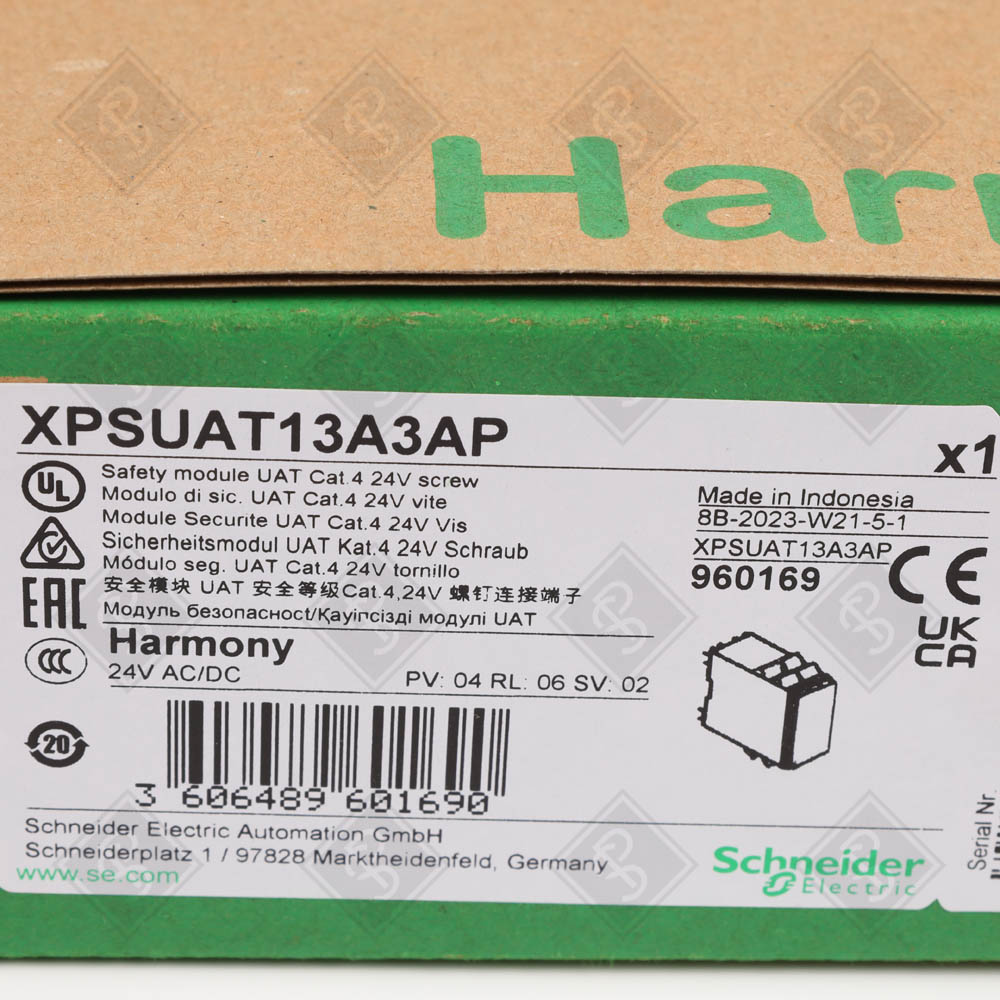 Har
XPSUAT13A3AP
x1
UL
Safety module UAT Cat.4 24V screw
Modulo di sic. UAT Cat.4 24V vite
Module Securite UAT Cat.4 24V Vis
Sicherheitsmodul UAT Kat.4 24V Schraub
Módulo seg. UAT Cat.4 24V tornillo
安全模块 UAT 安全等级Cat.4,24V 螺钉连接端子
Модуль безопасност/Қауіпсізді модулі UAT
EAC
CCC
Made in Indonesia
8B-2023-W21-5-1
XPSUAT13A3AP
960169
CE
UK
CA
Harmony
24V AC/DC
PV: 04 RL: 06 SV: 02
20
3 606489 601690
Schneider Electric Automation GmbH
Schneiderplatz 1 / 97828 Marktheidenfeld, Germany
www.se.com
Schneider
Electric
Serial Nr.